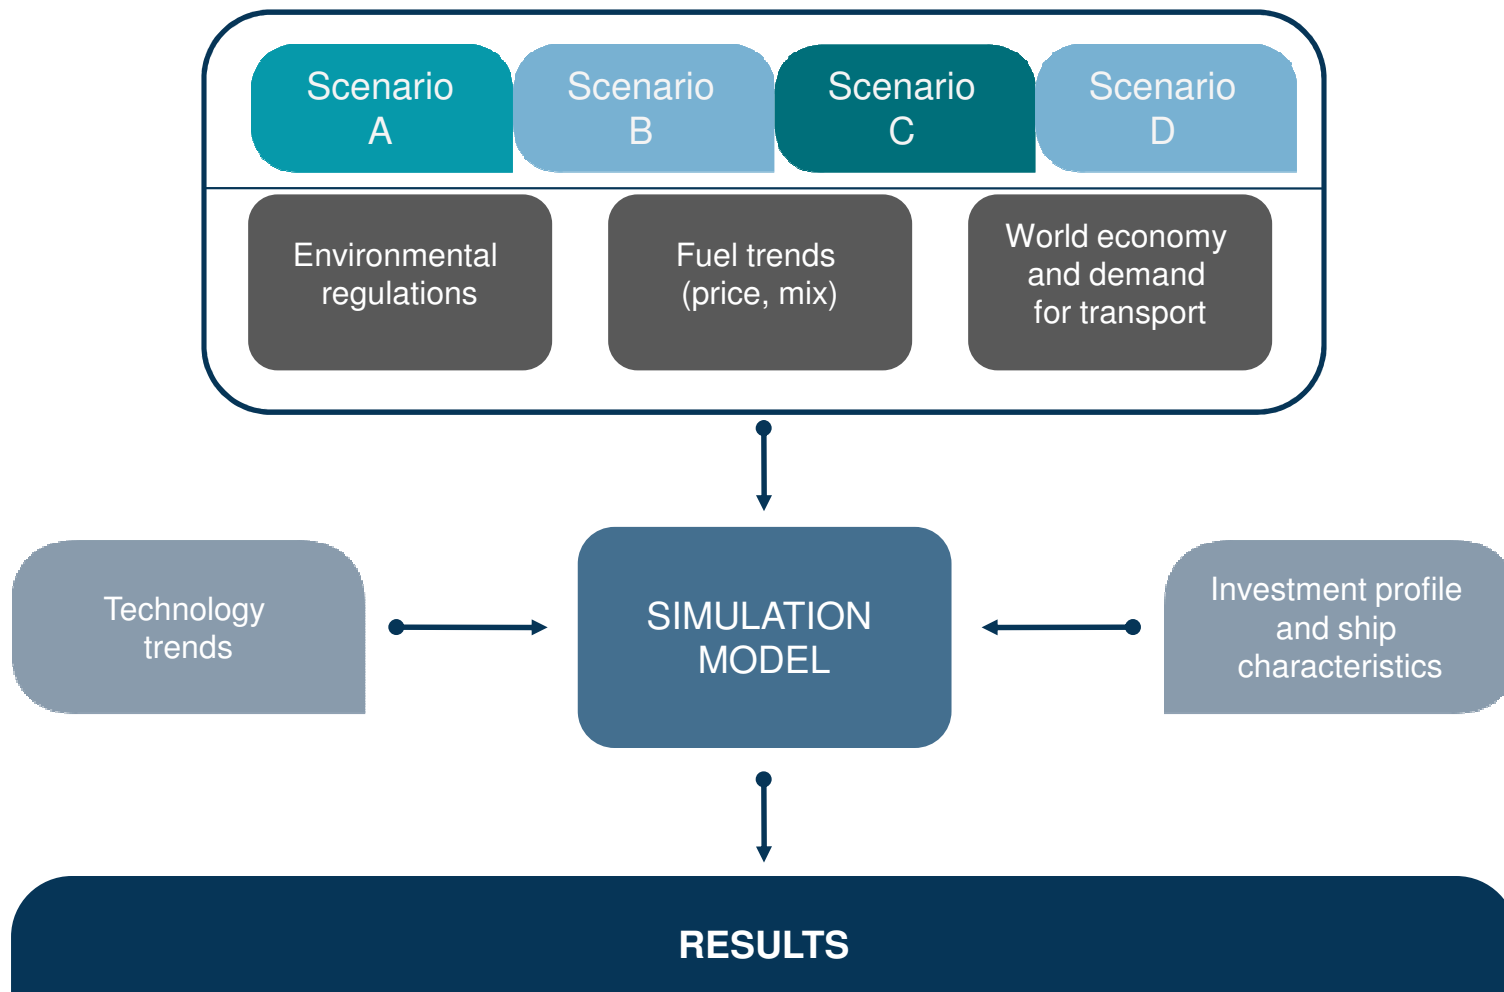 Scenario
A
Scenario
B
Scenario
C
Scenario
D
Environmental
regulations
Fuel trends
(price, mix)
World economy
and demand
for transport
Technology
trends
SIMULATION
MODEL
Investment profile
and ship
characteristics
RESULTS